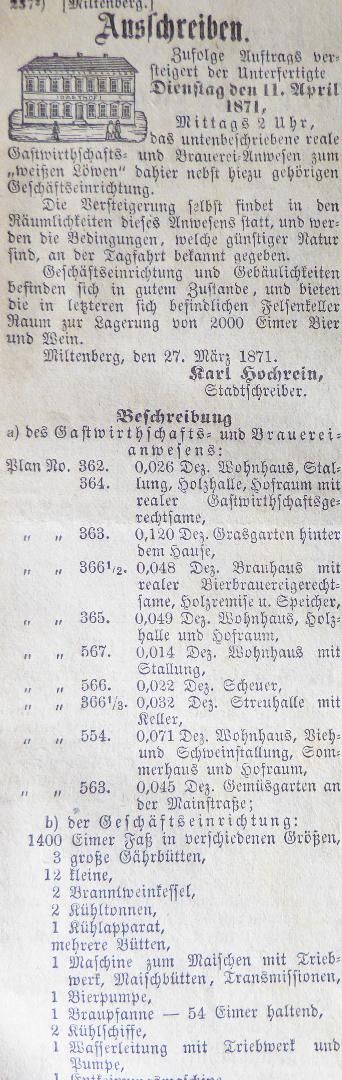 237²) [Miltenberg.]
Ausschreiben.
Zufolge Auftrags ver-
steigert der Unterfertigte
Dienstag den 11. April
1871,
Mittags 2 Uhr,
das untenbeschriebene reale
Gastwirthschafts- und Brauerei-Anwesen zum
„weißen Löwen“ dahier nebst hiezu gehörigen
Geschäftseinrichtung.
Die Versteigerung selbst findet in den
Räumlichkeiten dieses Anwesens statt, und wer-
den die Bedingungen, welche günstiger Natur
sind, an der Tagfahrt bekannt gegeben.
Geschäftseinrichtung und Gebäulichkeiten
befinden sich in gutem Zustande, und bieten
die in letzteren sich befindlichen Felsenkeller
Raum zur Lagerung von 2000 Eimer Bier
und Wein.
Miltenberg, den 27. März 1871.
Karl Hochrein,
Stadtschreiber.
Beschreibung
a) des Gastwirthschafts- und Brauerei-
anwesens:
Plan No. 362. 0,026 Dez. Wohnhaus, Stal-
364. lung, Holzhalle, Hofraum mit
realer Gastwirthschaftsge-
rechtsame,
„ „ 363. 0,120 Dez. Grasgarten hinter
dem Hause,
„ „ 366¹/₂. 0,048 Dez. Brauhaus mit
realer Bierbrauereigerecht-
same, Holzremise u. Speicher,
„ „ 365. 0,049 Dez. Wohnhaus, Holz-
halle und Hofraum,
„ „ 567. 0,014 Dez. Wohnhaus mit
Stallung,
„ „ 566. 0,022 Dez. Scheuer,
„ „ 366¹/₃. 0,032 Dez. Streuhalle mit
Keller,
„ „ 554. 0,071 Dez. Wohnhaus, Vieh-
und Schweinstallung, Som-
merhaus und Hofraum,
„ „ 563. 0,045 Dez. Gemüsgarten an
der Mainstraße;
b) der Geschäftseinrichtung:
1400 Eimer Faß in verschiedenen Größen,
3 große Gährbütten,
12 kleine,
2 Branntweinkessel,
2 Kühltonnen,
1 Kühlapparat,
mehrere Bütten,
1 Maschine zum Maischen mit Trieb-
werk, Maischbütten, Transmissionen,
1 Bierpumpe,
1 Braupfanne — 54 Eimer haltend,
2 Kühlschiffe,
1 Wasserleitung mit Triebwerk und
Pumpe,
1 Entkeimungsmaschine